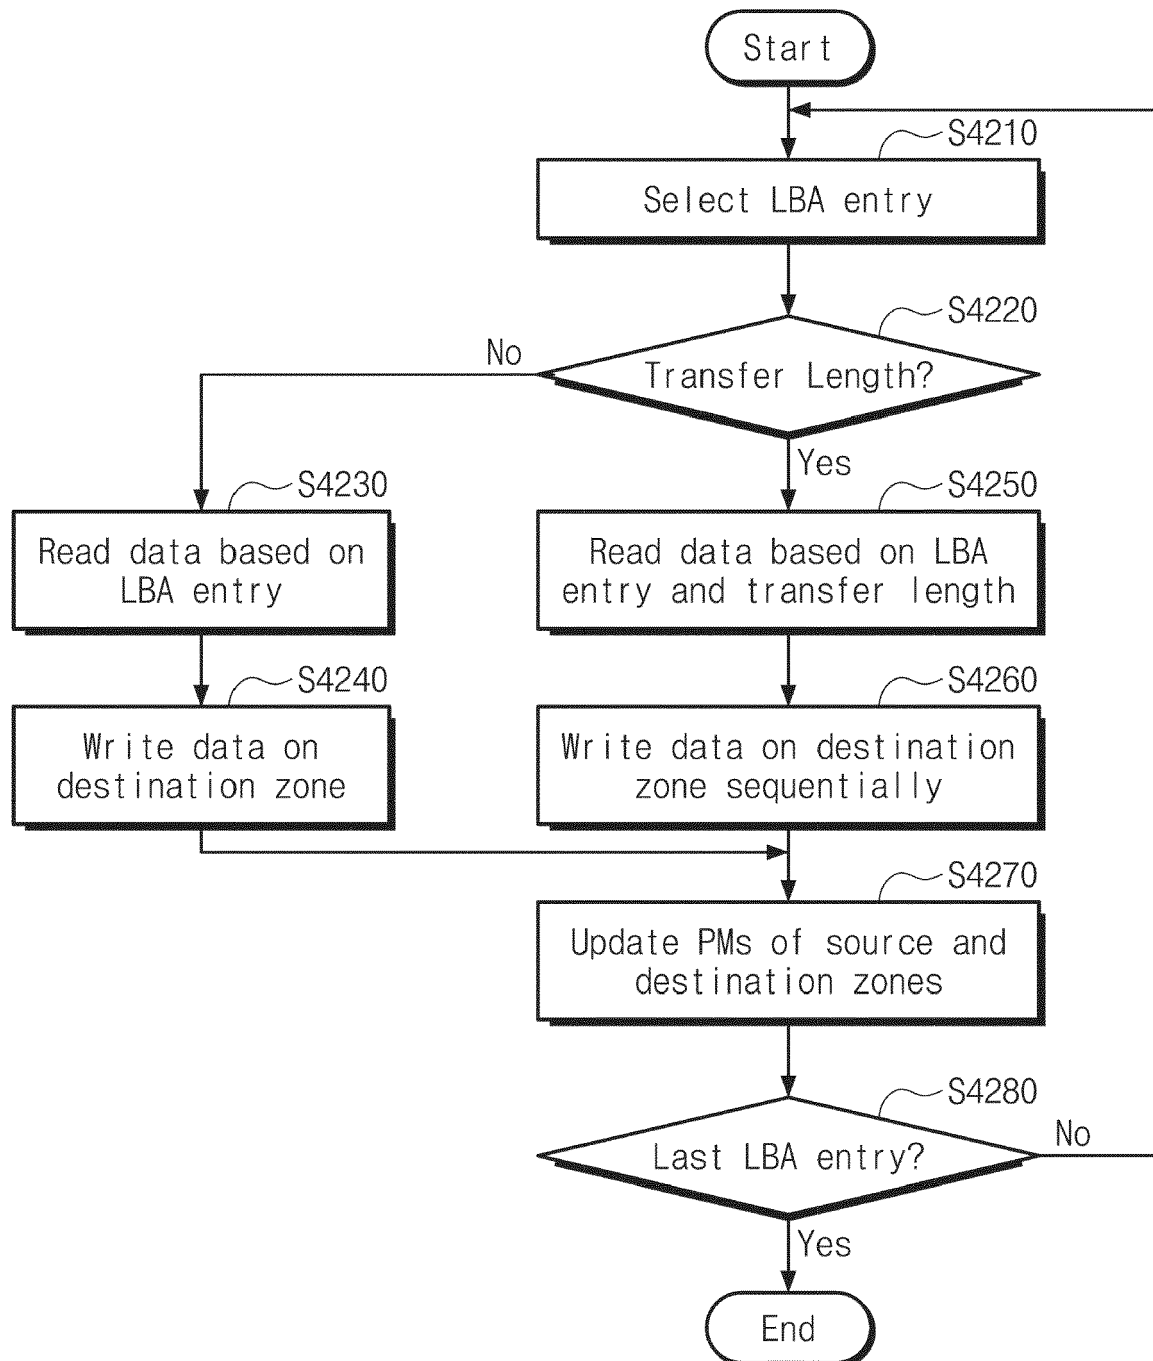 Start
S4210
Select LBA entry
S4220
No
Transfer Length?
Yes
S4230
S4250
Read data based on
LBA entry
Read data based on LBA
entry and transfer length
S4240
S4260
Write data on
destination zone
Write data on destination
zone sequentially
S4270
Update PMs of source and
destination zones
S4280
No
Last LBA entry?
Yes
End